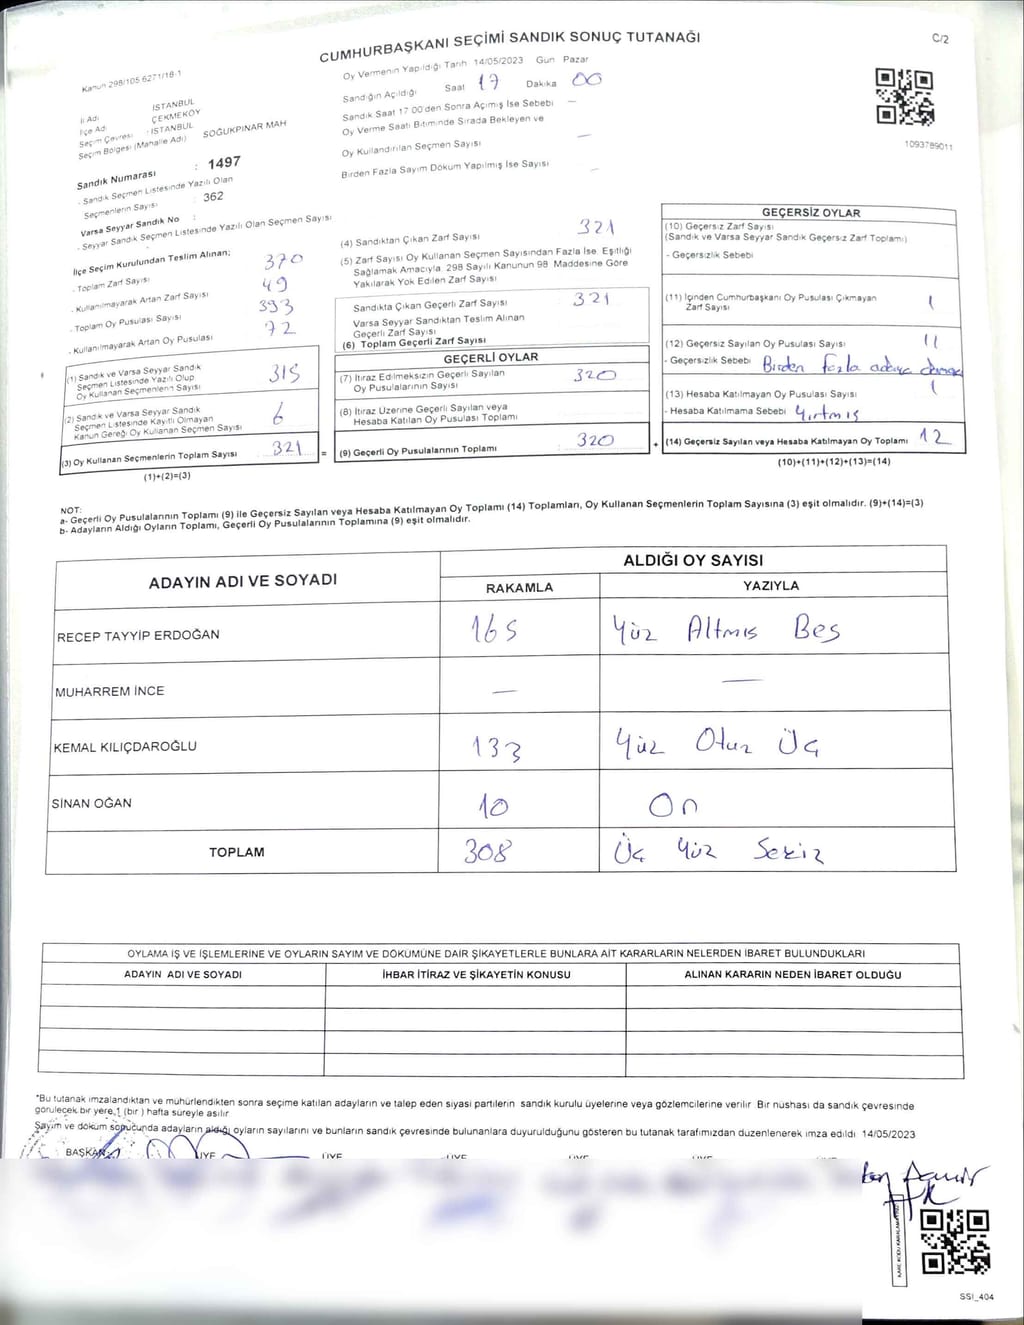 CUMHURBAŞKANI SEÇİMİ SANDIK SONUÇ TUTANAĞI
C/2
Kanun 298/105 6271/18-1
Oy Vermenin Yapıldığı Tarih 14/05/2023 Gün Pazar
Sandığın Açıldığı Saat 17 Dakika 00
Sandık Saat 17 00'den Sonra Açımış İse Sebebi —
Oy Verme Saati Bitiminde Sırada Bekleyen ve
Oy Kullandırılan Seçmen Sayısı —
Birden Fazla Sayım Döküm Yapılmış İse Sayısı —
1093789011
İl Adı İSTANBUL
İlçe Adı ÇEKMEKÖY
Seçim Çevresi : İSTANBUL
Seçim Bölgesi (Mahalle Adı) SOĞUKPINAR MAH
Sandık Numarası : 1497
- Sandık Seçmen Listesinde Yazılı Olan
Seçmenlerin Sayısı : 362
Varsa Seyyar Sandık No :
- Seyyar Sandık Seçmen Listesinde Yazılı Olan Seçmen Sayısı
İlçe Seçim Kurulundan Teslim Alınan;
- Toplam Zarf Sayısı 370
- Kullanılmayarak Artan Zarf Sayısı 49
- Toplam Oy Pusulası Sayısı 393
- Kullanılmayarak Artan Oy Pusulası 72
(1) Sandık ve Varsa Seyyar Sandık
Seçmen Listesinde Yazılı Olup
Oy Kullanan Seçmenlerin Sayısı 315
(2) Sandık ve Varsa Seyyar Sandık
Seçmen Listesinde Kayıtlı Olmayan
Kanun Gereği Oy Kullanan Seçmen Sayısı 6
(3) Oy Kullanan Seçmenlerin Toplam Sayısı 321 =
(1)+(2)=(3)
(4) Sandıktan Çıkan Zarf Sayısı 321
(5) Zarf Sayısı Oy Kullanan Seçmen Sayısından Fazla İse, Eşitliği
Sağlamak Amacıyla, 298 Sayılı Kanunun 98 Maddesine Göre
Yakılarak Yok Edilen Zarf Sayısı
Sandıkta Çıkan Geçerli Zarf Sayısı 321
Varsa Seyyar Sandıktan Teslim Alınan
Geçerli Zarf Sayısı
(6) Toplam Geçerli Zarf Sayısı
GEÇERLİ OYLAR
(7) İtiraz Edilmeksizin Geçerli Sayılan
Oy Pusulalarının Sayısı 320
(8) İtiraz Üzerine Geçerli Sayılan veya
Hesaba Katılan Oy Pusulası Toplamı
(9) Geçerli Oy Pusulalarının Toplamı 320 +
GEÇERSİZ OYLAR
(10) Geçersiz Zarf Sayısı
(Sandık ve Varsa Seyyar Sandık Geçersiz Zarf Toplamı)
- Geçersizlik Sebebi
(11) İçinden Cumhurbaşkanı Oy Pusulası Çıkmayan
Zarf Sayısı 1
(12) Geçersiz Sayılan Oy Pusulası Sayısı 11
- Geçersizlik Sebebi Birden fazla adaya
(13) Hesaba Katılmayan Oy Pusulası Sayısı 1
- Hesaba Katılmama Sebebi Yırtmış
(14) Geçersiz Sayılan veya Hesaba Katılmayan Oy Toplamı 12
(10)+(11)+(12)+(13)=(14)
NOT:
a- Geçerli Oy Pusulalarının Toplamı (9) ile Geçersiz Sayılan veya Hesaba Katılmayan Oy Toplamı (14) Toplamları, Oy Kullanan Seçmenlerin Toplam Sayısına (3) eşit olmalıdır. (9)+(14)=(3)
b- Adayların Aldığı Oyların Toplamı, Geçerli Oy Pusulalarının Toplamına (9) eşit olmalıdır.
ADAYIN ADI VE SOYADI
ALDIĞI OY SAYISI
RAKAMLA YAZIYLA
RECEP TAYYİP ERDOĞAN 165 Yüz Altmış Beş
MUHARREM İNCE — —
KEMAL KILIÇDAROĞLU 133 Yüz Otuz Üç
SİNAN OĞAN 10 On
TOPLAM 308 Üç Yüz Sekiz
OYLAMA İŞ VE İŞLEMLERİNE VE OYLARIN SAYIM VE DÖKÜMÜNE DAİR ŞİKAYETLERLE BUNLARA AİT KARARLARIN NELERDEN İBARET BULUNDUKLARI
ADAYIN ADI VE SOYADI İHBAR İTİRAZ VE ŞİKAYETİN KONUSU ALINAN KARARIN NEDEN İBARET OLDUĞU
"Bu tutanak imzalandıktan ve mühürlendikten sonra seçime katılan adayların ve talep eden siyasi partilerin sandık kurulu üyelerine veya gözlemcilerine verilir Bir nüshası da sandık çevresinde
görülecek bir yere 1 (bir ) hafta süreyle asılır
Sayım ve döküm sonucunda adayların aldığı oyların sayılarını ve bunların sandık çevresinde bulunanlara duyurulduğunu gösteren bu tutanak tarafımızdan düzenlenerek imza edildi 14/05/2023
BAŞKAN ÜYE ÜYE ÜYE ÜYE ÜYE
SSI_404